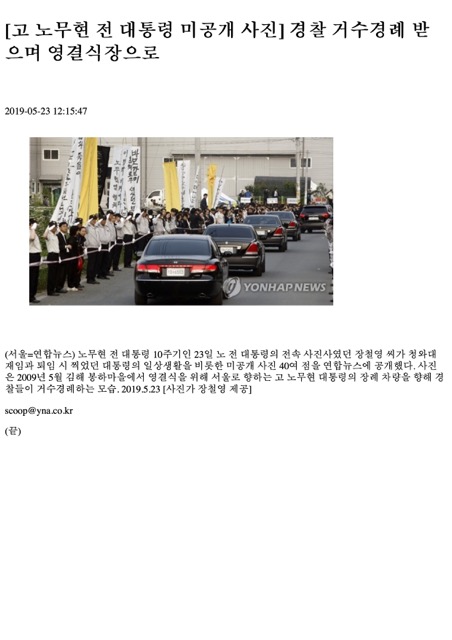 [고 노무현 전 대통령 미공개 사진] 경찰 거수경례 받
으며 영결식장으로
2019-05-23 12:15:47
YONHAP NEWS
(서울=연합뉴스) 노무현 전 대통령 10주기인 23일 노 전 대통령의 전속 사진사였던 장철영 씨가 청와대
재임과 퇴임 시 찍었던 대통령의 일상생활을 비롯한 미공개 사진 40여 점을 연합뉴스에 공개했다. 사진
은 2009년 5월 김해 봉하마을에서 영결식을 위해 서울로 향하는 고 노무현 대통령의 장례 차량을 향해 경
찰들이 거수경례하는 모습. 2019.5.23 [사진가 장철영 제공]
scoop@yna.co.kr
(끝)